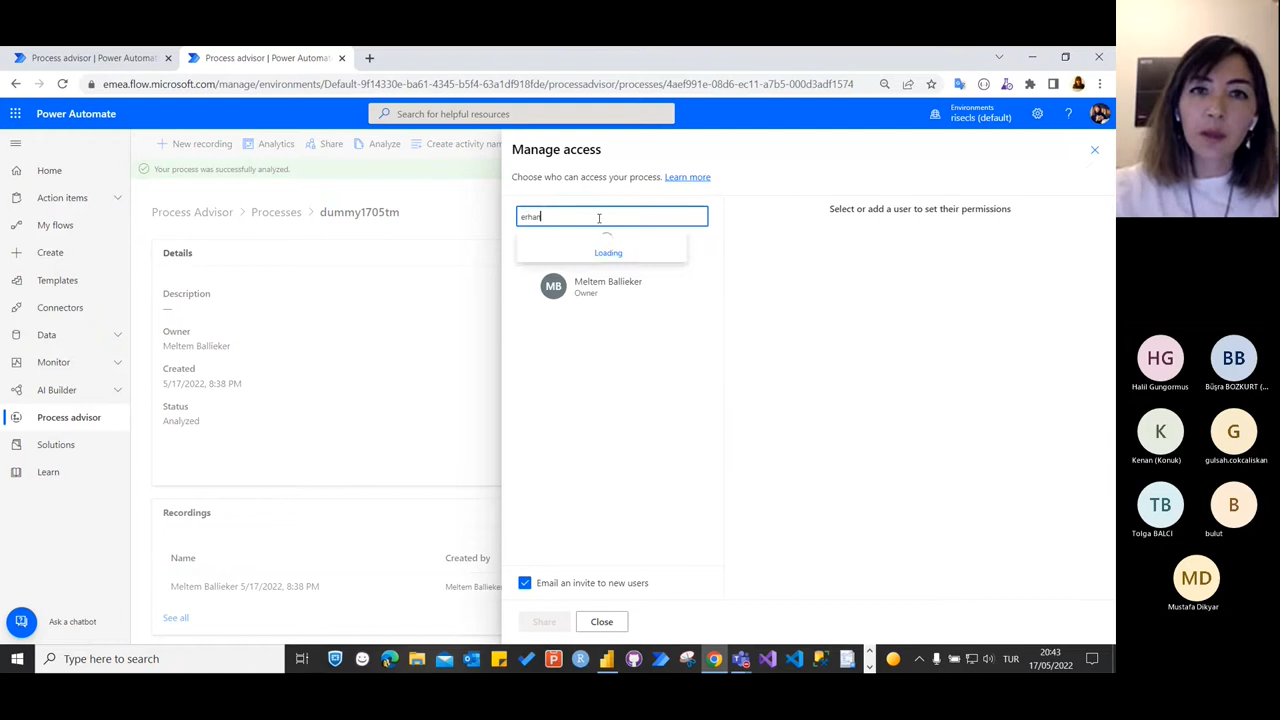 Process advisor | Power Automat
Process advisor | Power Automat
emea.flow.microsoft.com/manage/environments/Default-9f14330e-ba61-4345-b5f4-63a1df918fde/processadvisor/processes/4aef991e-08d6-ec11-a7b5-000d3adf1574
Power Automate
Search for helpful resources
Environments
risecls (default)
Home
Action items
My flows
Create
Templates
Connectors
Data
Monitor
AI Builder
Process advisor
Solutions
Learn
Ask a chatbot
New recording
Analytics
Share
Analyze
Create activity nam
Your process was successfully analyzed.
Process Advisor
Processes
dummy1705tm
Details
Description
—
Owner
Meltem Ballieker
Created
5/17/2022, 8:38 PM
Status
Analyzed
Recordings
Name
Created by
Meltem Ballieker 5/17/2022, 8:38 PM
Meltem Ballieker
See all
Manage access
Choose who can access your process. Learn more
erhan
Loading
MB
Meltem Ballieker
Owner
Select or add a user to set their permissions
Email an invite to new users
Share
Close
HG
Halil Gungormus
BB
Büşra BOZKURT (...
K
Kenan (Konuk)
G
gulsah.cokcaliskan
TB
Tolga BALCI
B
bulut
MD
Mustafa Dikyar
Type here to search
TUR
20:43
17/05/2022